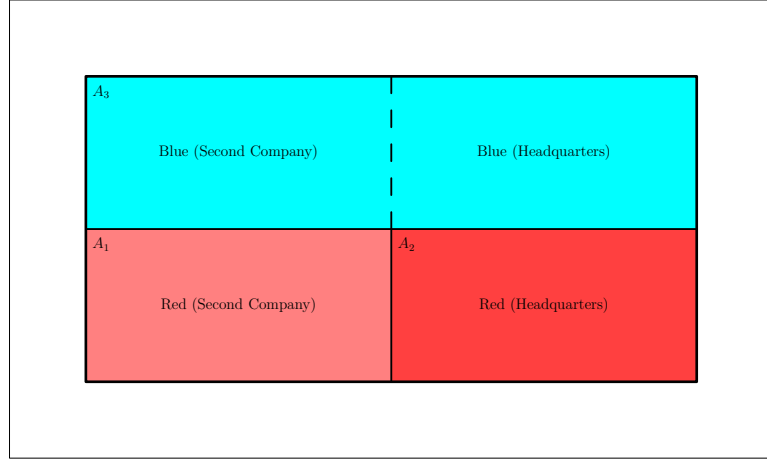 A₃
Blue (Second Company)
Blue (Headquarters)
A₁
A₂
Red (Second Company)
Red (Headquarters)